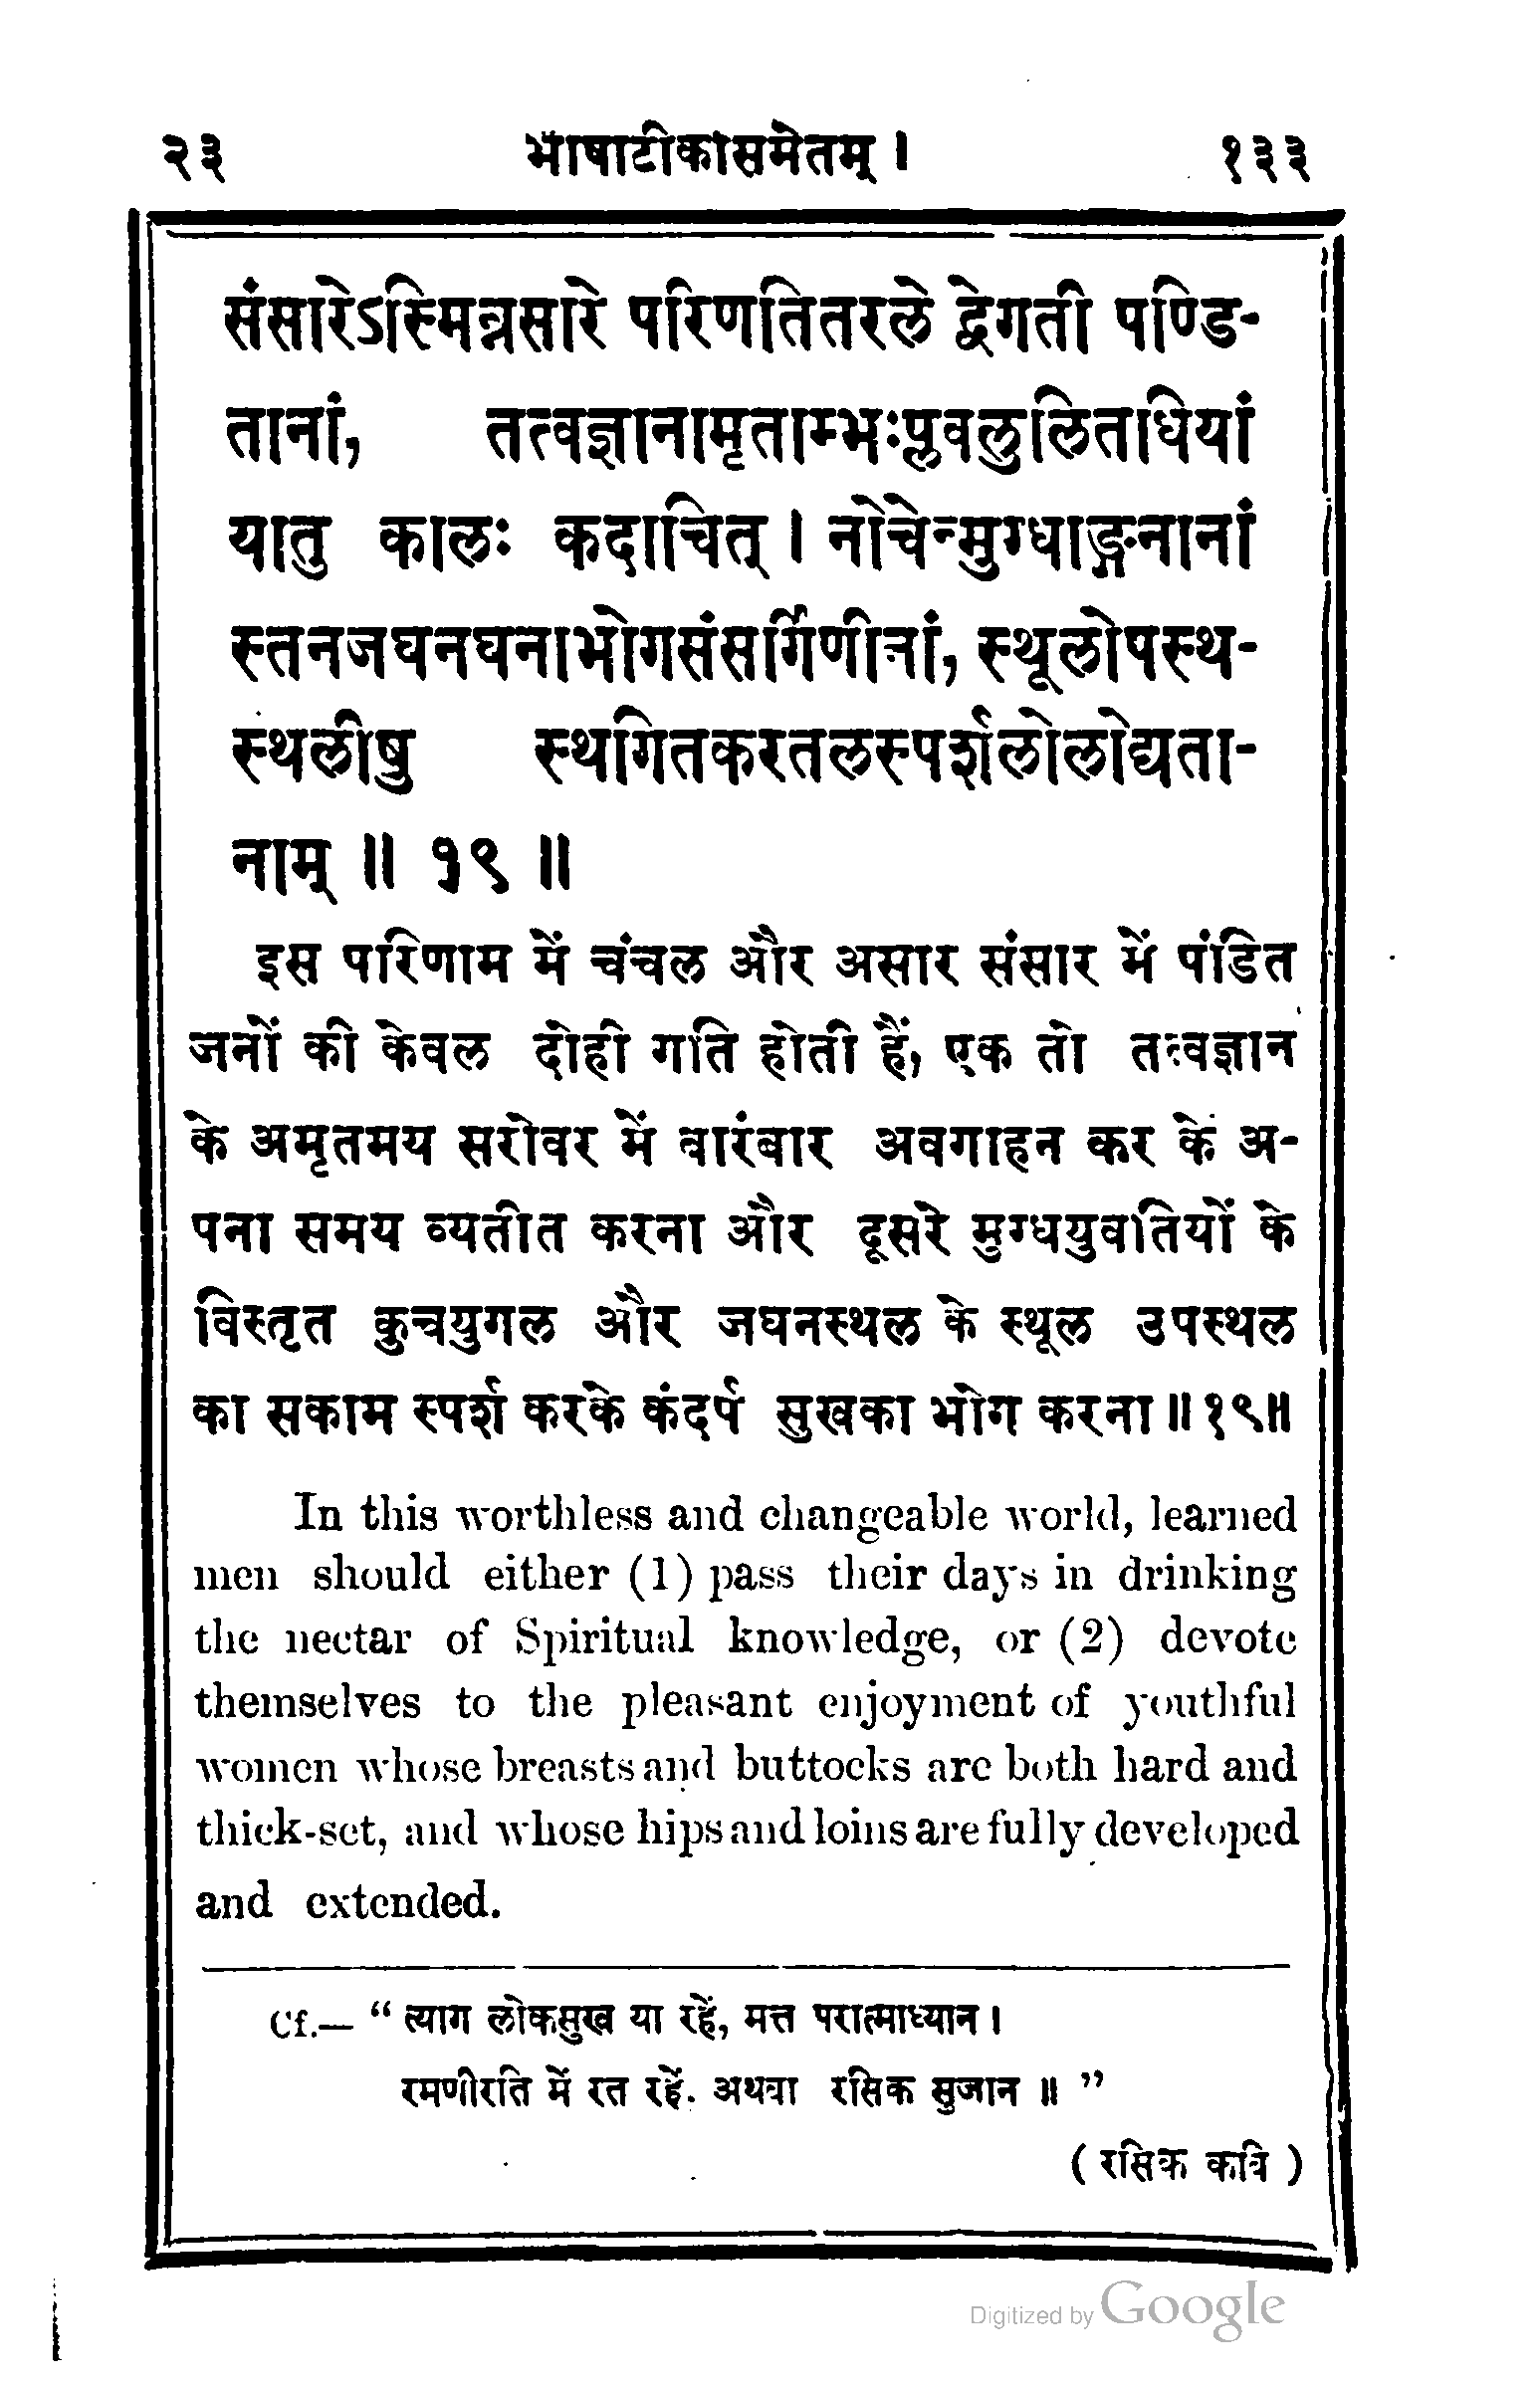 २३ भाषाटीकासमेतम् । १३३
संसारेऽस्मिन्नसारे परिणतितरले द्वेगती पण्डि-
तानां, तत्वज्ञानामृताम्भःप्लवलुलितधियां
यातु कालः कदाचित् । नोचेन्मुग्धाङ्गनानां
स्तनजघनघनाभोगसंसर्गिणीनां, स्थूलोपस्थ-
स्थलीषु स्थगितकरतलस्पर्शलोलोद्यता-
नाम् ॥ १९ ॥
इस परिणाम में चंचल और असार संसार में पंडित
जनों की केवल दोही गति होती हैं, एक तो तत्वज्ञान
के अमृतमय सरोवर में वारंवार अवगाहन कर के अ-
पना समय व्यतीत करना और दूसरे मुग्धयुवतियों के
विस्तृत कुचयुगल और जघनस्थल के स्थूल उपस्थल
का सकाम स्पर्श करके कंदर्प सुखका भोग करना ॥१९॥
In this worthless and changeable world, learned
men should either (1) pass their days in drinking
the nectar of Spiritual knowledge, or (2) devote
themselves to the pleasant enjoyment of youthful
women whose breasts and buttocks are both hard and
thick-set, and whose hips and loins are fully developed
and extended.
Cf.— “ त्याग लोकसुख या रहें, मत्त परात्माध्यान ।
रमणीरति में रत रहें. अथवा रसिक सुजान ॥ ”
( रसिक कवि )
Digitized by Google